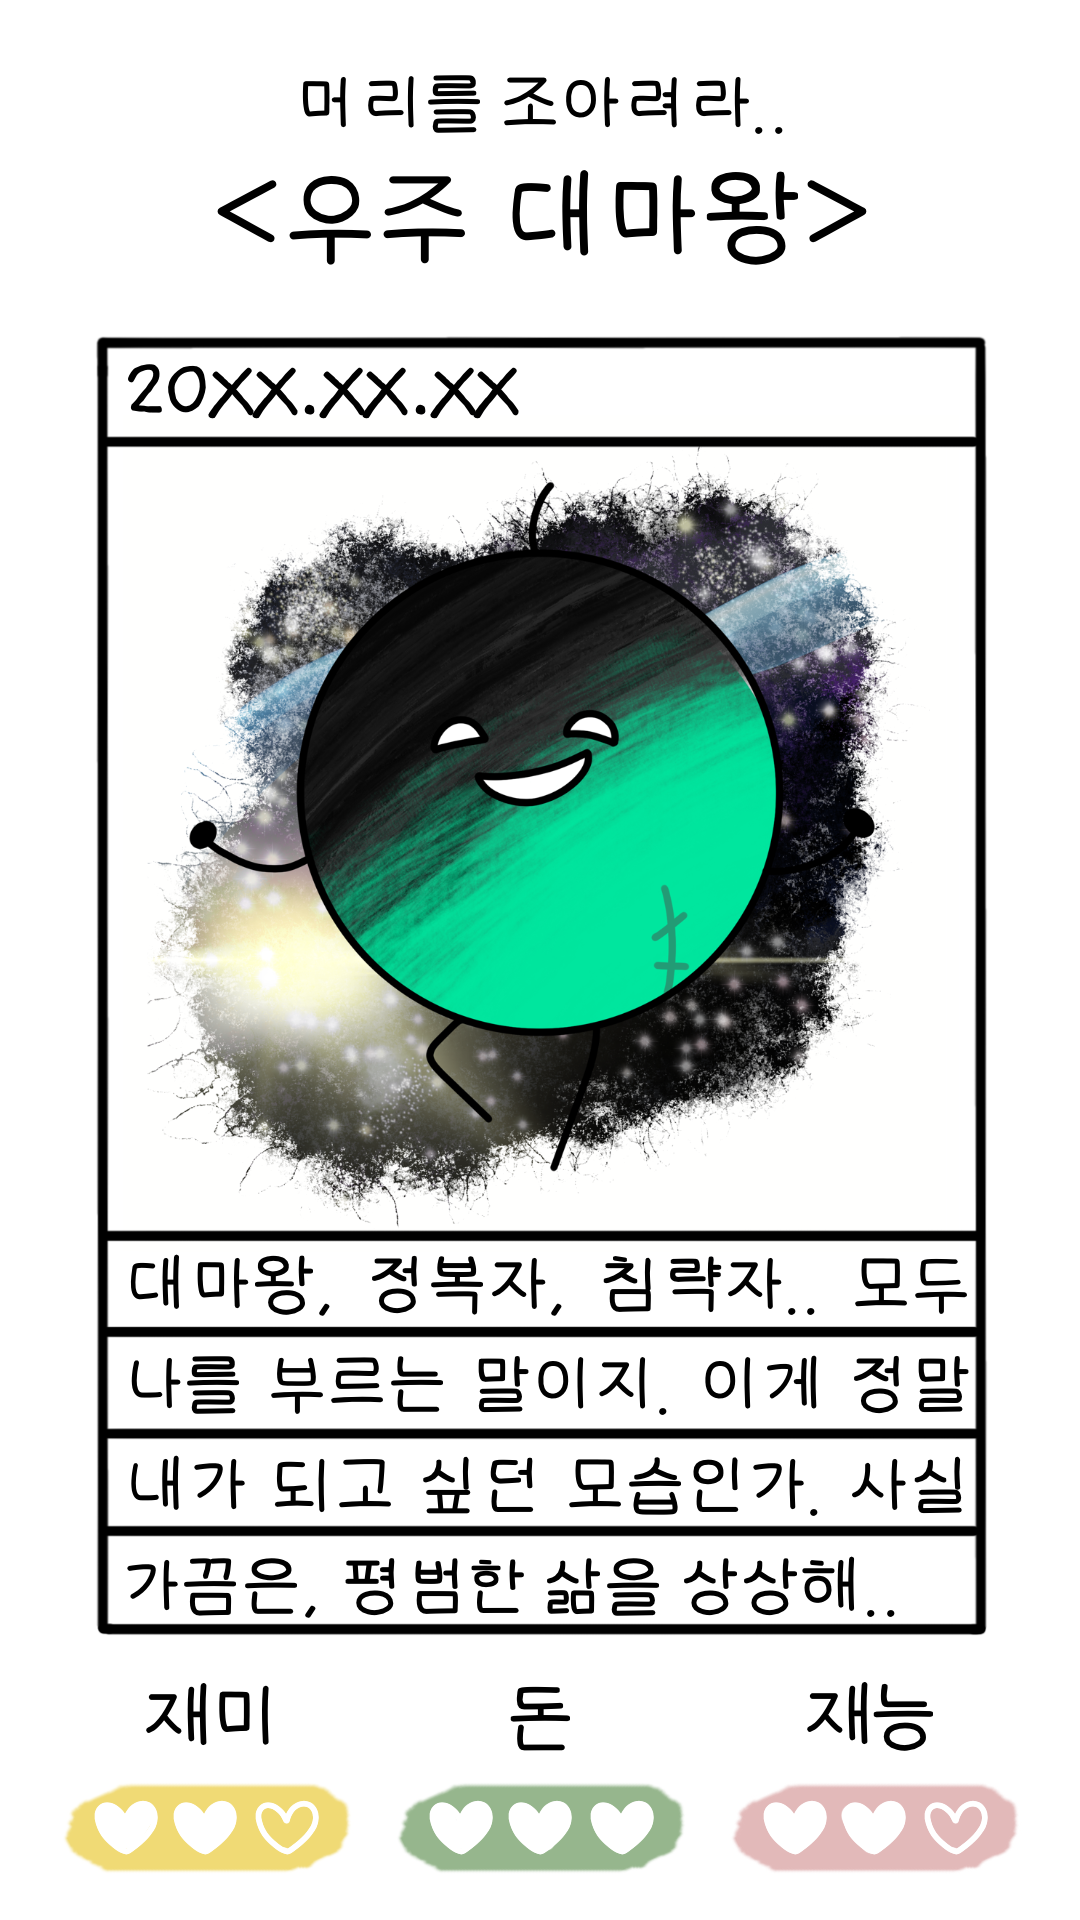 머리를 조아려라..
<우주 대마왕>
20XX.XX.XX
대마왕, 정복자, 침략자.. 모두
나를 부르는 말이지. 이게 정말
내가 되고 싶던 모습인가. 사실
가끔은, 평범한 삶을 상상해..
재미 돈 재능